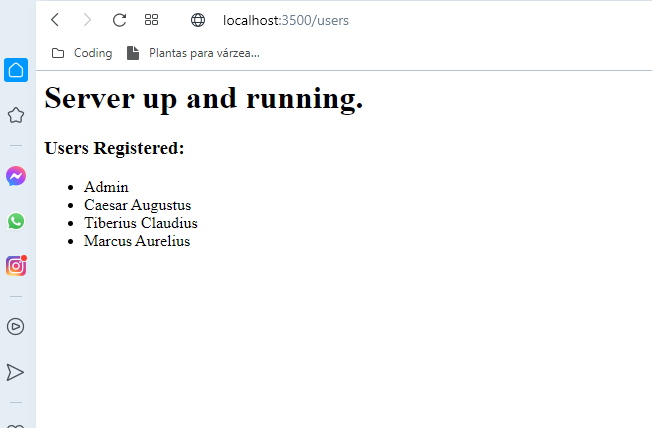 localhost:3500/users
Coding
Plantas para várzea...
Server up and running.
Users Registered:
Admin
Caesar Augustus
Tiberius Claudius
Marcus Aurelius